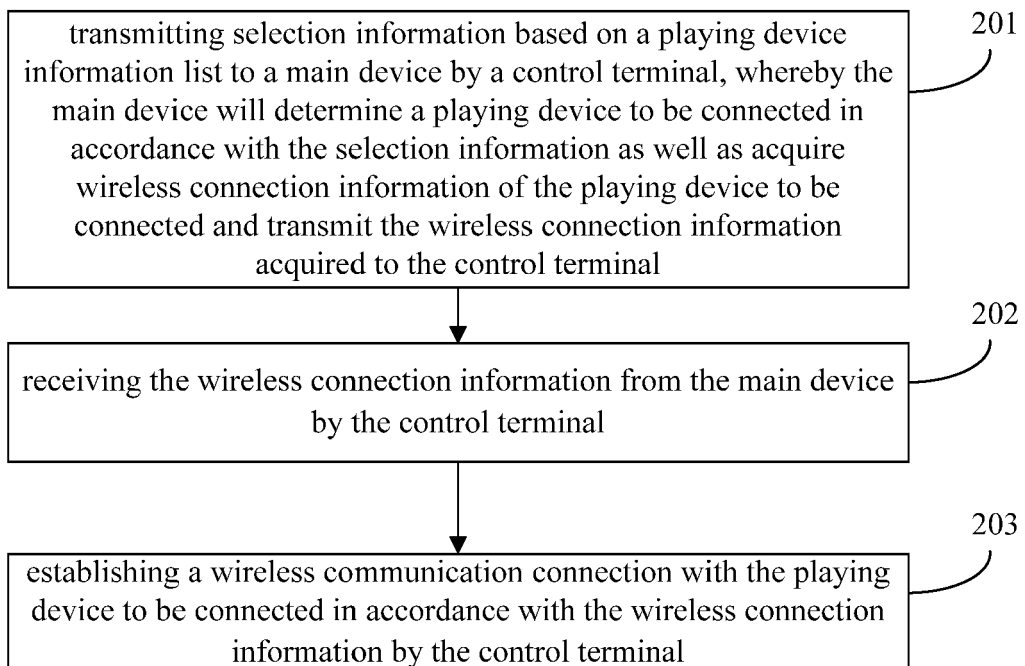 201
transmitting selection information based on a playing device
information list to a main device by a control terminal, whereby the
main device will determine a playing device to be connected in
accordance with the selection information as well as acquire
wireless connection information of the playing device to be
connected and transmit the wireless connection information
acquired to the control terminal
202
receiving the wireless connection information from the main device
by the control terminal
203
establishing a wireless communication connection with the playing
device to be connected in accordance with the wireless connection
information by the control terminal